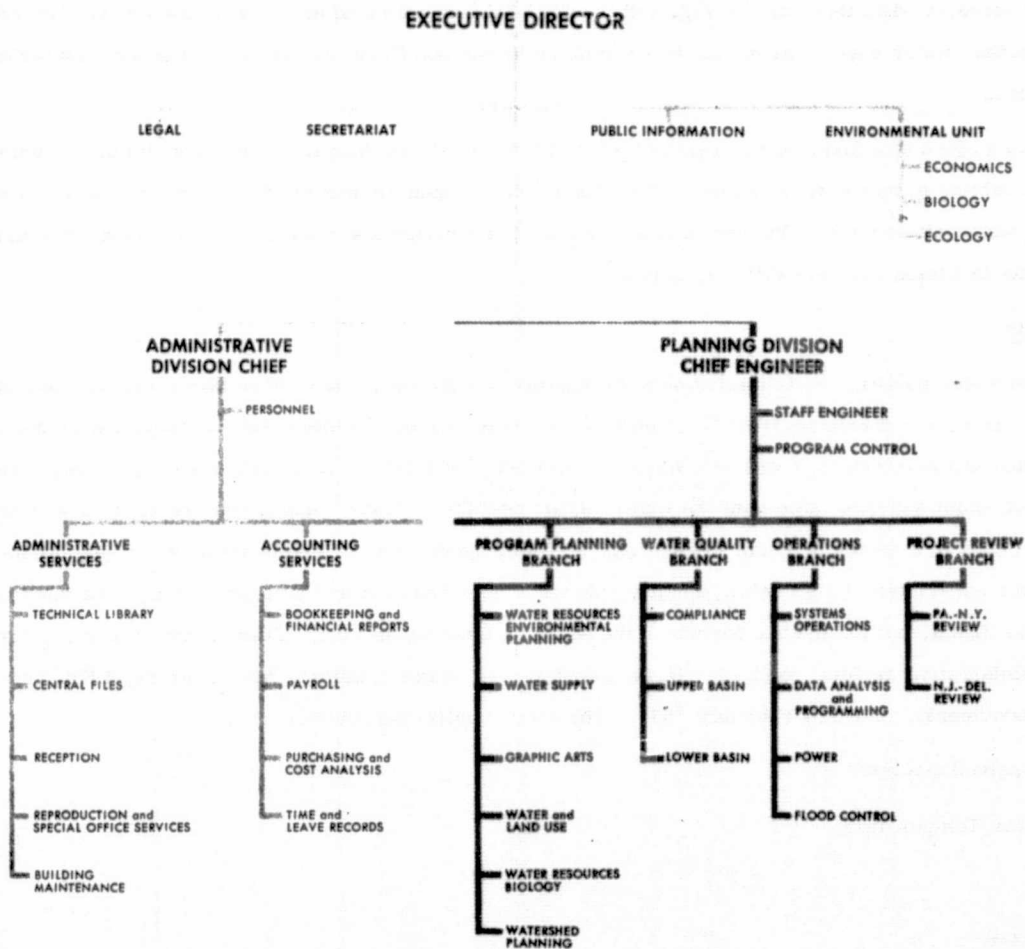 EXECUTIVE DIRECTOR
LEGAL
SECRETARIAT
PUBLIC INFORMATION
ENVIRONMENTAL UNIT
ECONOMICS
BIOLOGY
ECOLOGY
ADMINISTRATIVE
DIVISION CHIEF
PERSONNEL
PLANNING DIVISION
CHIEF ENGINEER
STAFF ENGINEER
PROGRAM CONTROL
ADMINISTRATIVE
SERVICES
TECHNICAL LIBRARY
CENTRAL FILES
RECEPTION
REPRODUCTION and
SPECIAL OFFICE SERVICES
BUILDING
MAINTENANCE
ACCOUNTING
SERVICES
BOOKKEEPING and
FINANCIAL REPORTS
PAYROLL
PURCHASING and
COST ANALYSIS
TIME and
LEAVE RECORDS
PROGRAM PLANNING
BRANCH
WATER RESOURCES
ENVIRONMENTAL
PLANNING
WATER SUPPLY
GRAPHIC ARTS
WATER and
LAND USE
WATER RESOURCES
BIOLOGY
WATERSHED
PLANNING
WATER QUALITY
BRANCH
COMPLIANCE
UPPER BASIN
LOWER BASIN
OPERATIONS
BRANCH
SYSTEMS
OPERATIONS
DATA ANALYSIS
and
PROGRAMMING
POWER
FLOOD CONTROL
PROJECT REVIEW
BRANCH
PA.-N.Y.
REVIEW
N.J.-DEL.
REVIEW